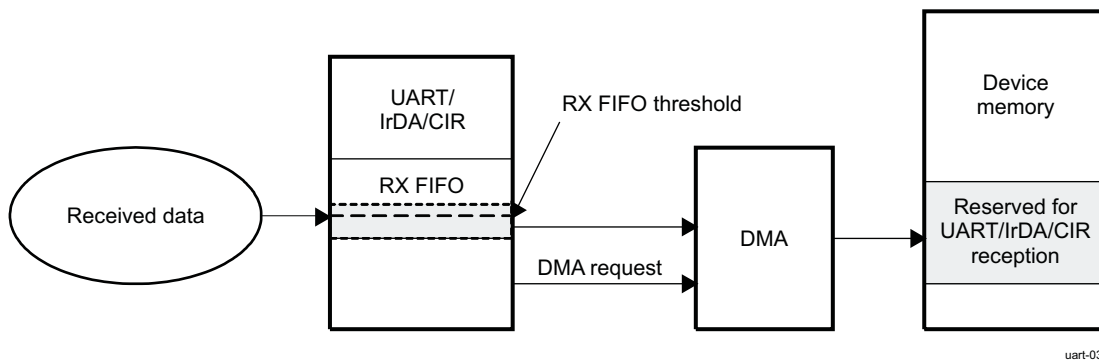 UART/
IrDA/CIR
RX FIFO threshold
Device
memory
RX FIFO
Received data
DMA
DMA request
Reserved for
UART/IrDA/CIR
reception